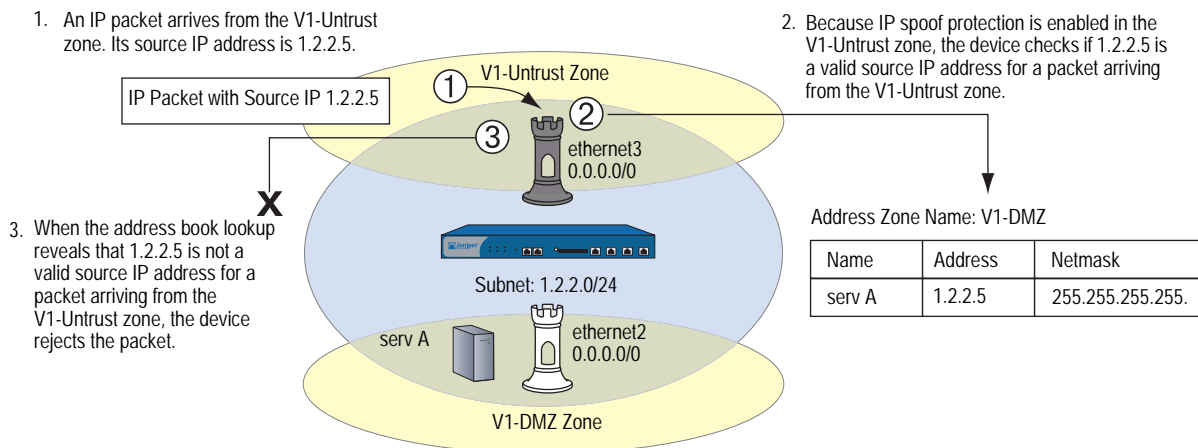 1. An IP packet arrives from the V1-Untrust
zone. Its source IP address is 1.2.2.5.
IP Packet with Source IP 1.2.2.5
V1-Untrust Zone
1
2
3
ethernet3
0.0.0.0/0
2. Because IP spoof protection is enabled in the
V1-Untrust zone, the device checks if 1.2.2.5 is
a valid source IP address for a packet arriving
from the V1-Untrust zone.
X
3. When the address book lookup
reveals that 1.2.2.5 is not a
valid source IP address for a
packet arriving from the
V1-Untrust zone, the device
rejects the packet.
Juniper
Subnet: 1.2.2.0/24
serv A
ethernet2
0.0.0.0/0
V1-DMZ Zone
Address Zone Name: V1-DMZ
Name Address Netmask
serv A 1.2.2.5 255.255.255.255.